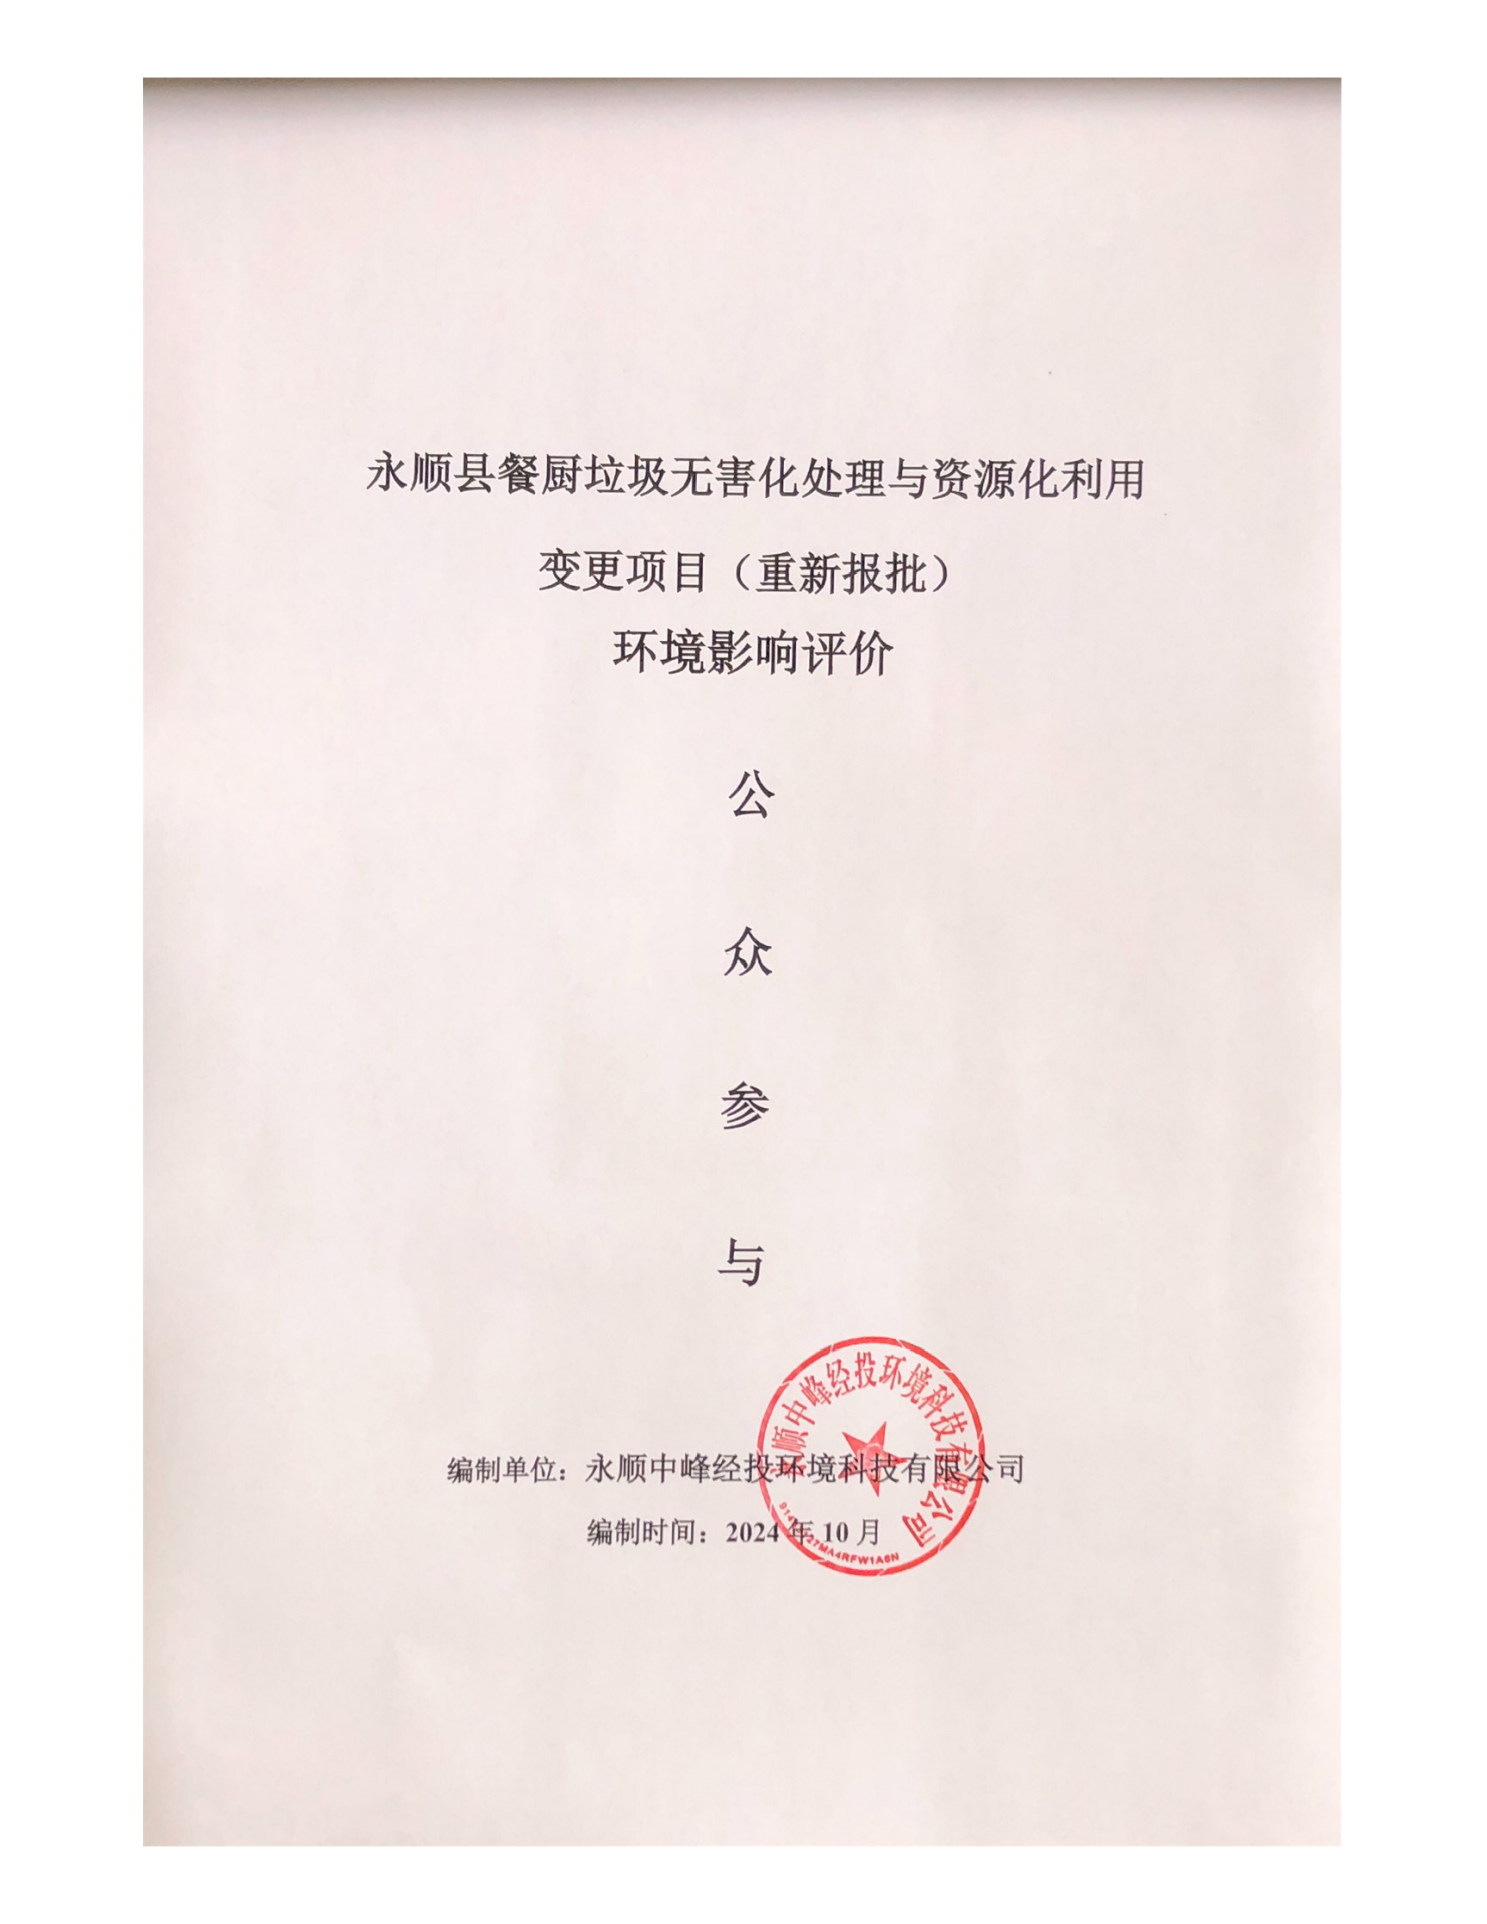 永顺县餐厨垃圾无害化处理与资源化利用
变更项目（重新报批）
环境影响评价
公
众
参
与
永顺中峰经投环境科技有限公司
编制单位：永顺中峰经投环境科技有限公司
编制时间：2024年10月